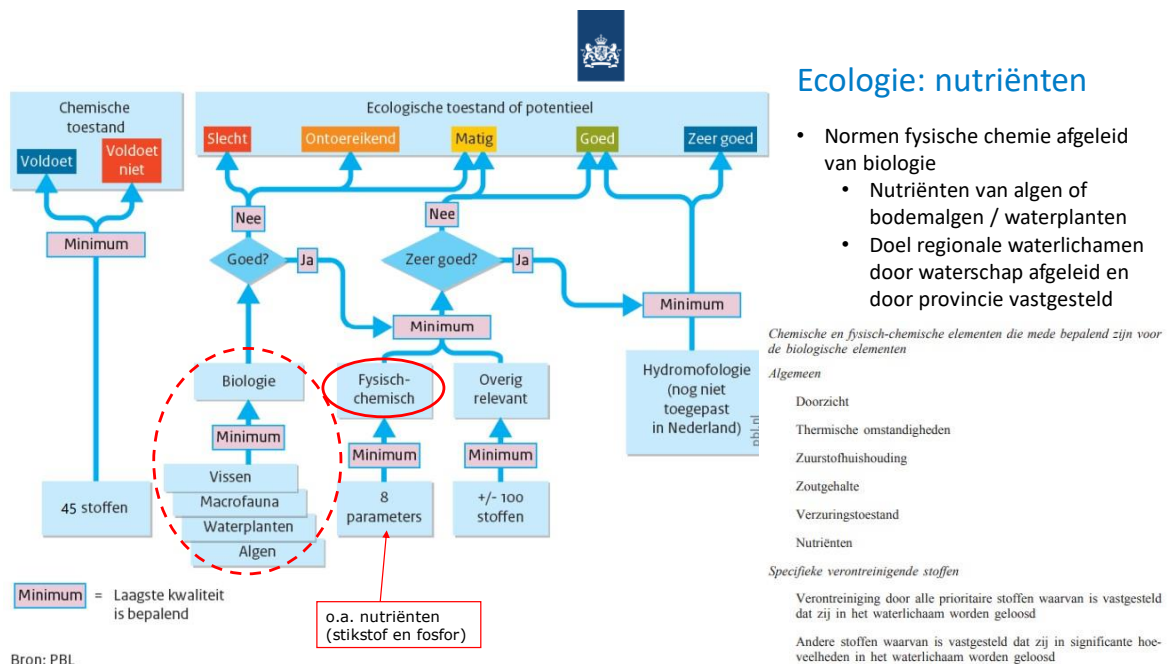 Ecologie: nutriënten
Chemische
toestand
Voldoet
Voldoet
niet
Minimum
45 stoffen
Ecologische toestand of potentieel
Slecht
Ontoereikend
Matig
Goed
Zeer goed
Nee
Nee
Goed?
Ja
Zeer goed?
Ja
Minimum
Minimum
Biologie
Fysisch-
chemisch
Overig
relevant
Hydromofologie
(nog niet
toegepast
in Nederland)
pbl.nl
Minimum
Minimum
Minimum
Vissen
Macrofauna
Waterplanten
Algen
8
parameters
+/- 100
stoffen
Minimum = Laagste kwaliteit
is bepalend
o.a. nutriënten
(stikstof en fosfor)
Bron: PBL
• Normen fysische chemie afgeleid
van biologie
• Nutriënten van algen of
bodemalgen / waterplanten
• Doel regionale waterlichamen
door waterschap afgeleid en
door provincie vastgesteld
Chemische en fysisch-chemische elementen die mede bepalend zijn voor
de biologische elementen
Algemeen
Doorzicht
Thermische omstandigheden
Zuurstofhuishouding
Zoutgehalte
Verzuringstoestand
Nutriënten
Specifieke verontreinigende stoffen
Verontreiniging door alle prioritaire stoffen waarvan is vastgesteld
dat zij in het waterlichaam worden geloosd
Andere stoffen waarvan is vastgesteld dat zij in significante hoe-
veelheden in het waterlichaam worden geloosd